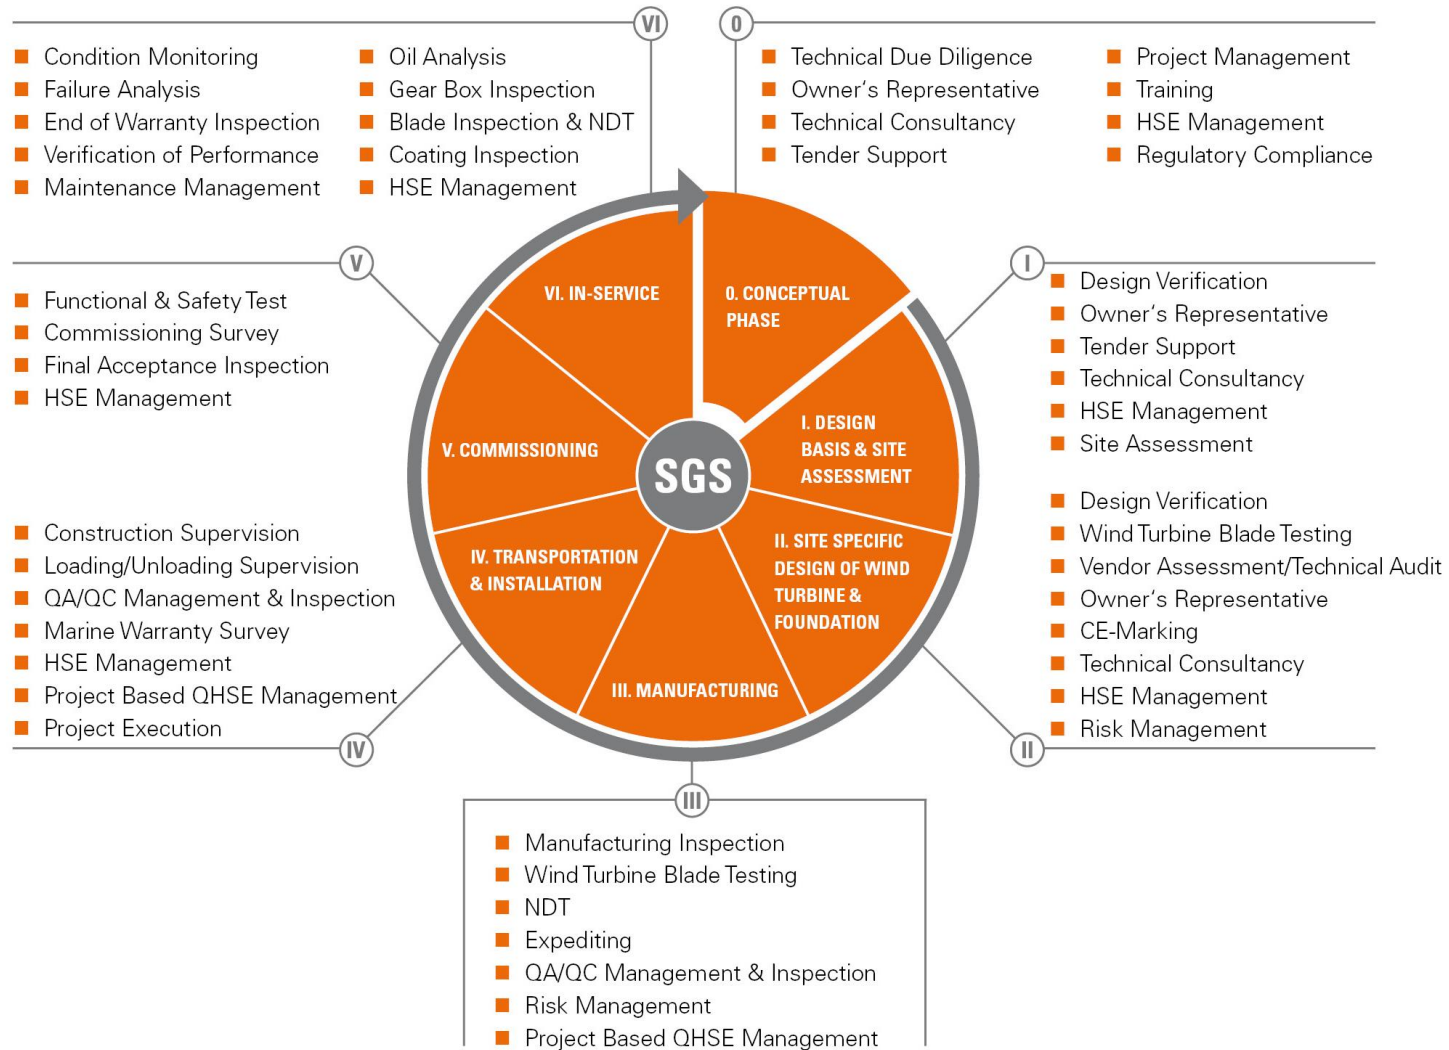 VI
Condition Monitoring
Failure Analysis
End of Warranty Inspection
Verification of Performance
Maintenance Management
Oil Analysis
Gear Box Inspection
Blade Inspection & NDT
Coating Inspection
HSE Management
0
Technical Due Diligence
Owner‘s Representative
Technical Consultancy
Tender Support
Project Management
Training
HSE Management
Regulatory Compliance
V
Functional & Safety Test
Commissioning Survey
Final Acceptance Inspection
HSE Management
I
Design Verification
Owner‘s Representative
Tender Support
Technical Consultancy
HSE Management
Site Assessment
VI. IN-SERVICE
0. CONCEPTUAL
PHASE
V. COMMISSIONING
I. DESIGN
BASIS & SITE
ASSESSMENT
SGS
IV. TRANSPORTATION
& INSTALLATION
II. SITE SPECIFIC
DESIGN OF WIND
TURBINE &
FOUNDATION
III. MANUFACTURING
Construction Supervision
Loading/Unloading Supervision
QA/QC Management & Inspection
Marine Warranty Survey
HSE Management
Project Based QHSE Management
Project Execution
IV
Design Verification
Wind Turbine Blade Testing
Vendor Assessment/Technical Audit
Owner‘s Representative
CE-Marking
Technical Consultancy
HSE Management
Risk Management
II
III
Manufacturing Inspection
Wind Turbine Blade Testing
NDT
Expediting
QA/QC Management & Inspection
Risk Management
Project Based QHSE Management